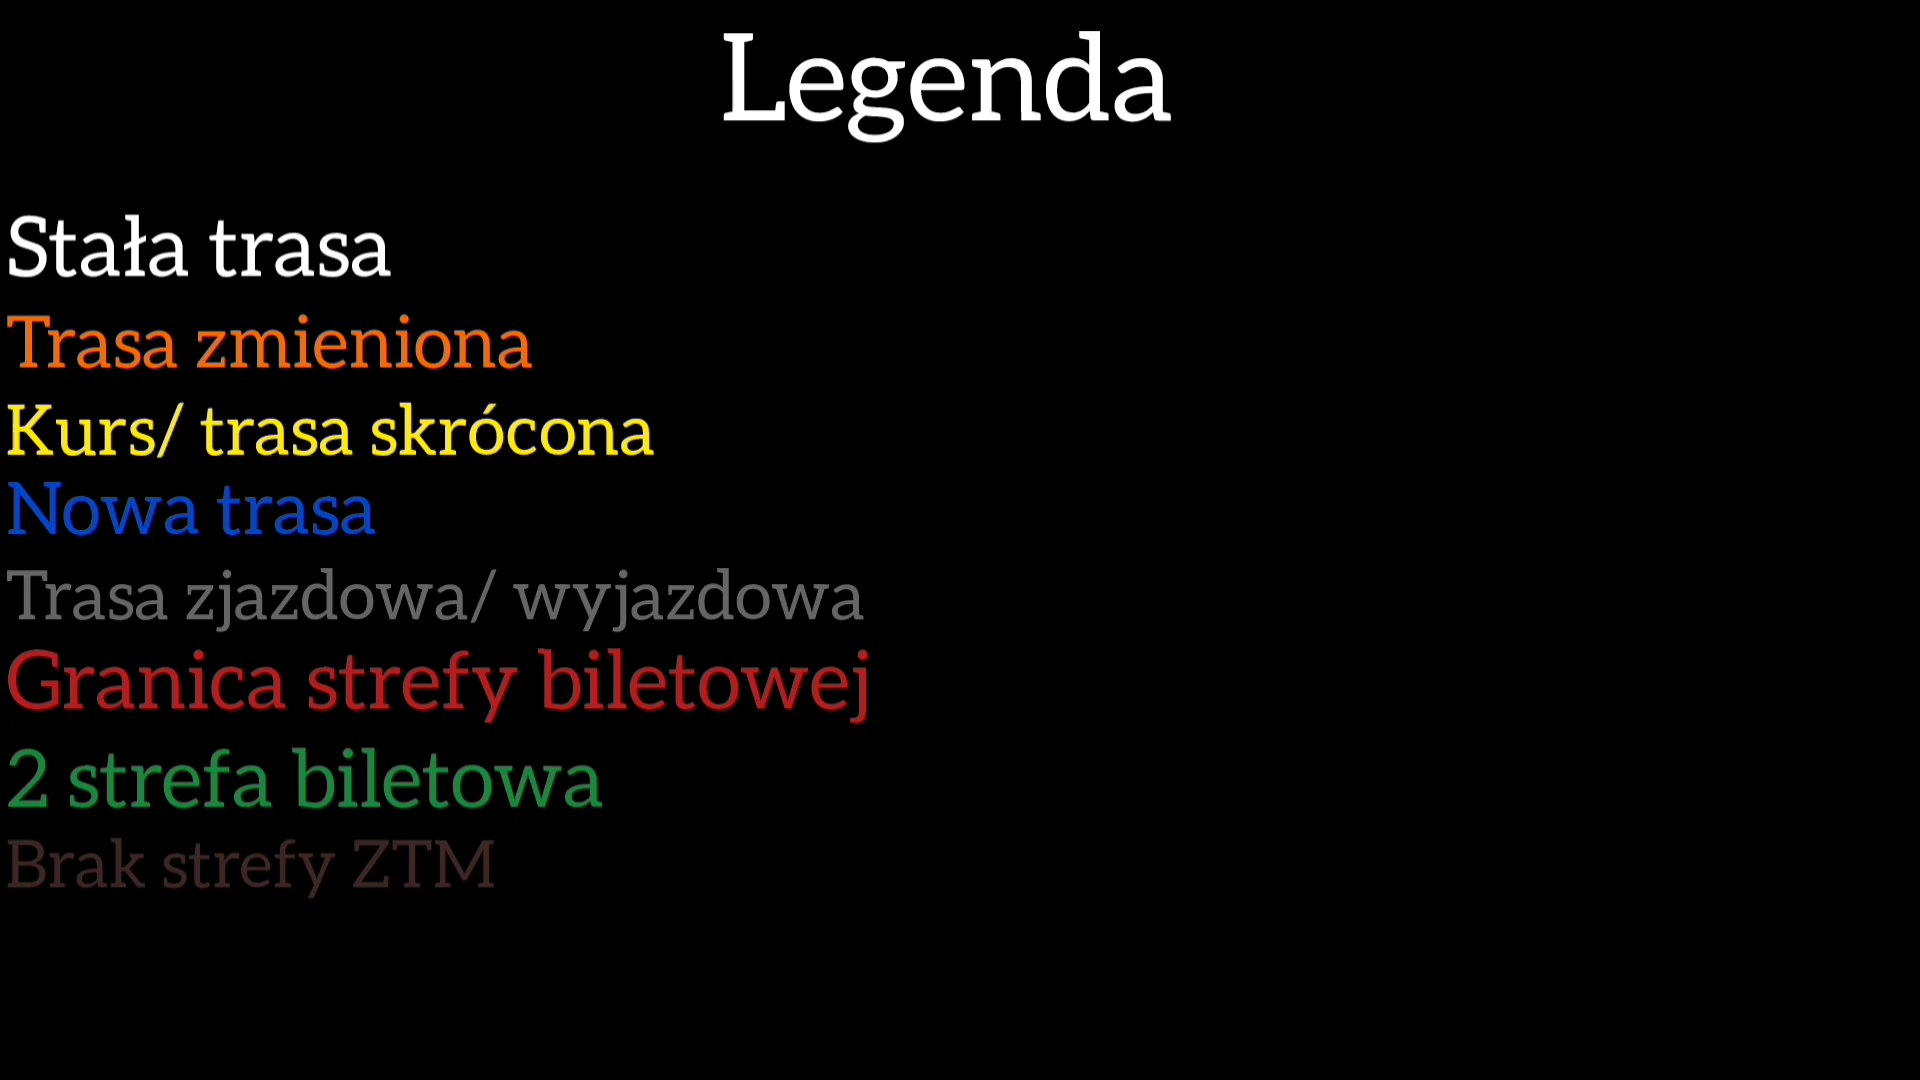 Legenda
Stała trasa
Trasa zmieniona
Kurs/ trasa skrócona
Nowa trasa
Trasa zjazdowa/ wyjazdowa
Granica strefy biletowej
2 strefa biletowa
Brak strefy ZTM